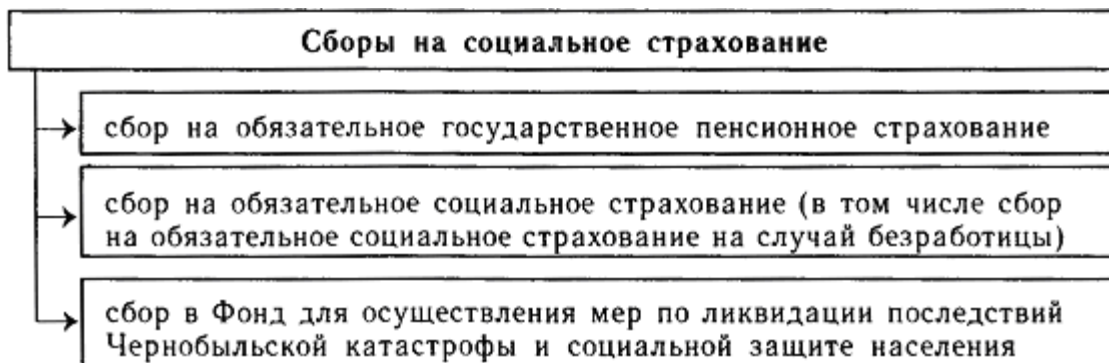 Сборы на социальное страхование
сбор на обязательное государственное пенсионное страхование
сбор на обязательное социальное страхование (в том числе сбор
на обязательное социальное страхование на случай безработицы)
сбор в Фонд для осуществления мер по ликвидации последствий
Чернобыльской катастрофы и социальной защите населения